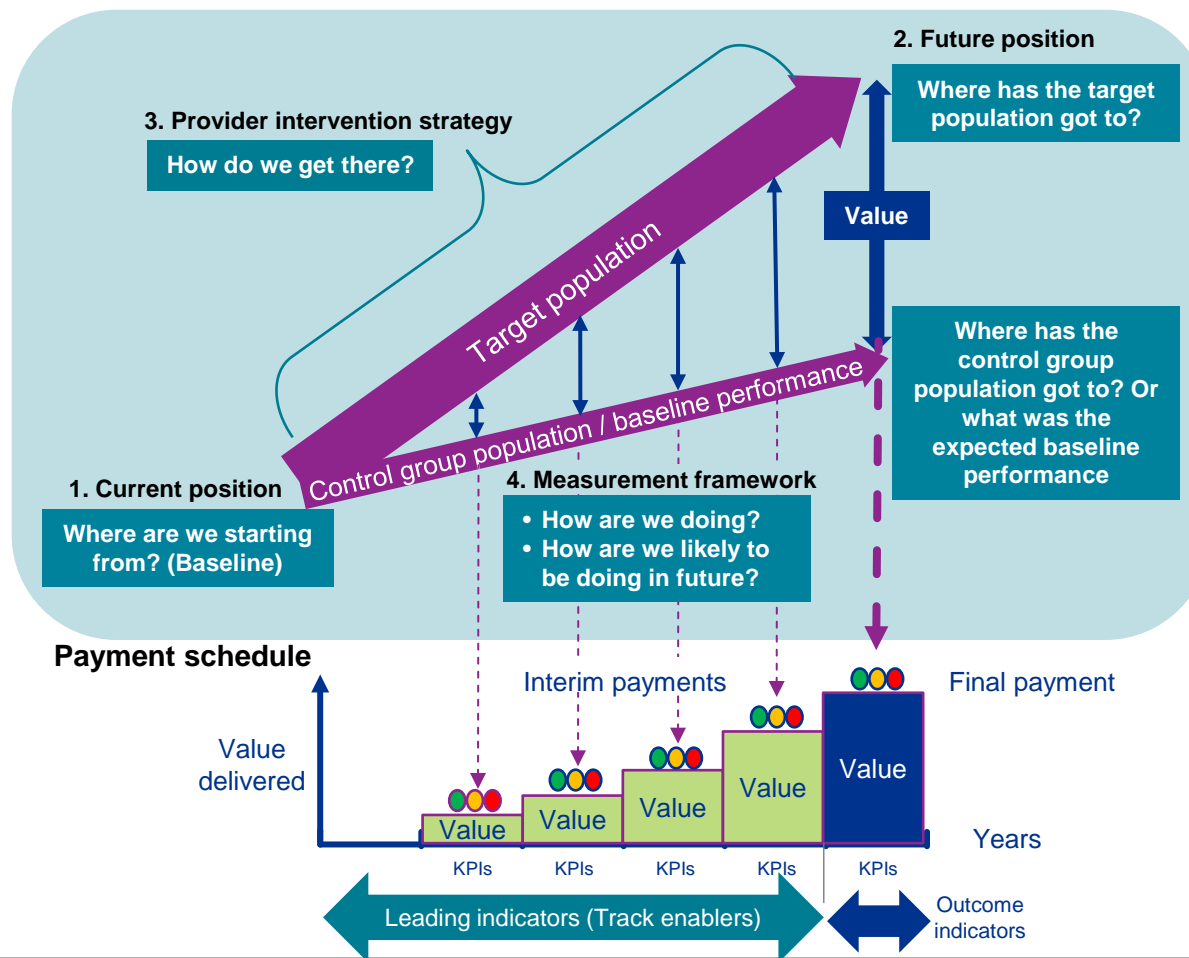 2. Future position
Where has the target
population got to?
3. Provider intervention strategy
How do we get there?
Value
Target population
Where has the
control group
population got to? Or
what was the
expected baseline
performance
Control group population / baseline performance
1. Current position
Where are we starting
from? (Baseline)
4. Measurement framework
• How are we doing?
• How are we likely to
be doing in future?
Payment schedule
Interim payments
Final payment
Value
delivered
Value
Value
Value
Value
Value
Years
KPIs
KPIs
KPIs
KPIs
KPIs
Leading indicators (Track enablers)
Outcome
indicators